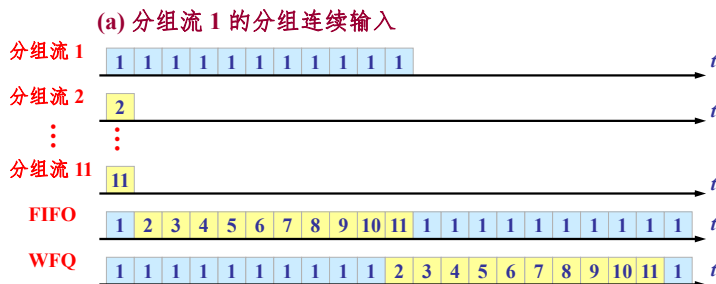 (a) 分组流 1 的分组连续输入
分组流 1 1 1 1 1 1 1 1 1 1 1 1 t
分组流 2 2 t
⋮ ⋮
分组流 11 11 t
FIFO 1 2 3 4 5 6 7 8 9 10 11 1 1 1 1 1 1 1 1 1 1 t
WFQ 1 1 1 1 1 1 1 1 1 1 2 3 4 5 6 7 8 9 10 11 1 t